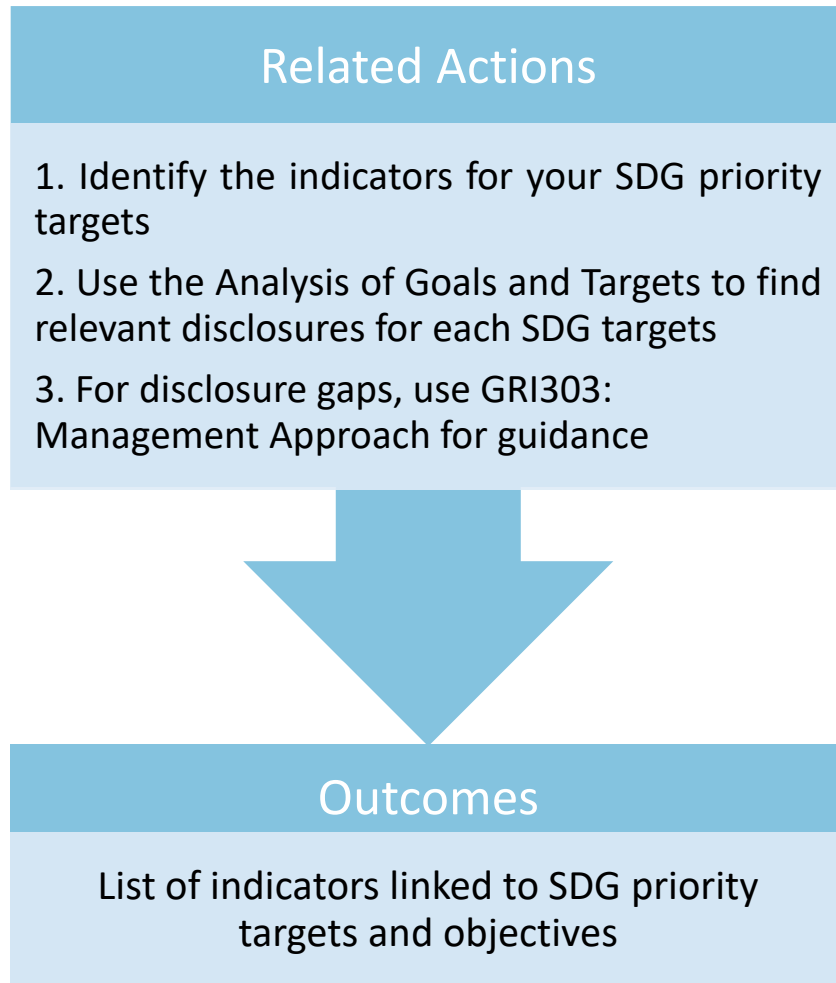 Related Actions
1. Identify the indicators for your SDG priority
targets
2. Use the Analysis of Goals and Targets to find
relevant disclosures for each SDG targets
3. For disclosure gaps, use GRI303:
Management Approach for guidance
Outcomes
List of indicators linked to SDG priority
targets and objectives